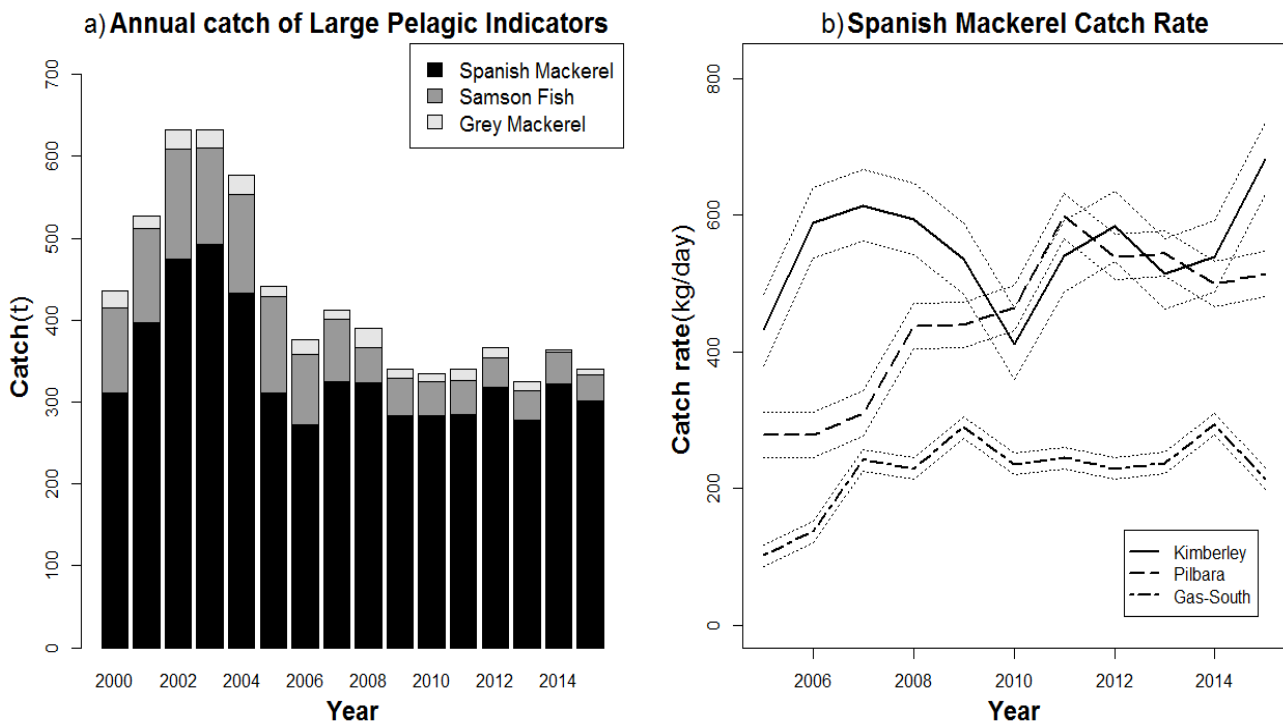 a) Annual catch of Large Pelagic Indicators
Spanish Mackerel
Samson Fish
Grey Mackerel
Catch(t)
700
600
500
400
300
200
100
0
2000 2002 2004 2006 2008 2010 2012 2014
Year
b) Spanish Mackerel Catch Rate
Catch rate(kg/day)
800
600
400
200
0
Kimberley
Pilbara
Gas-South
2006 2008 2010 2012 2014
Year